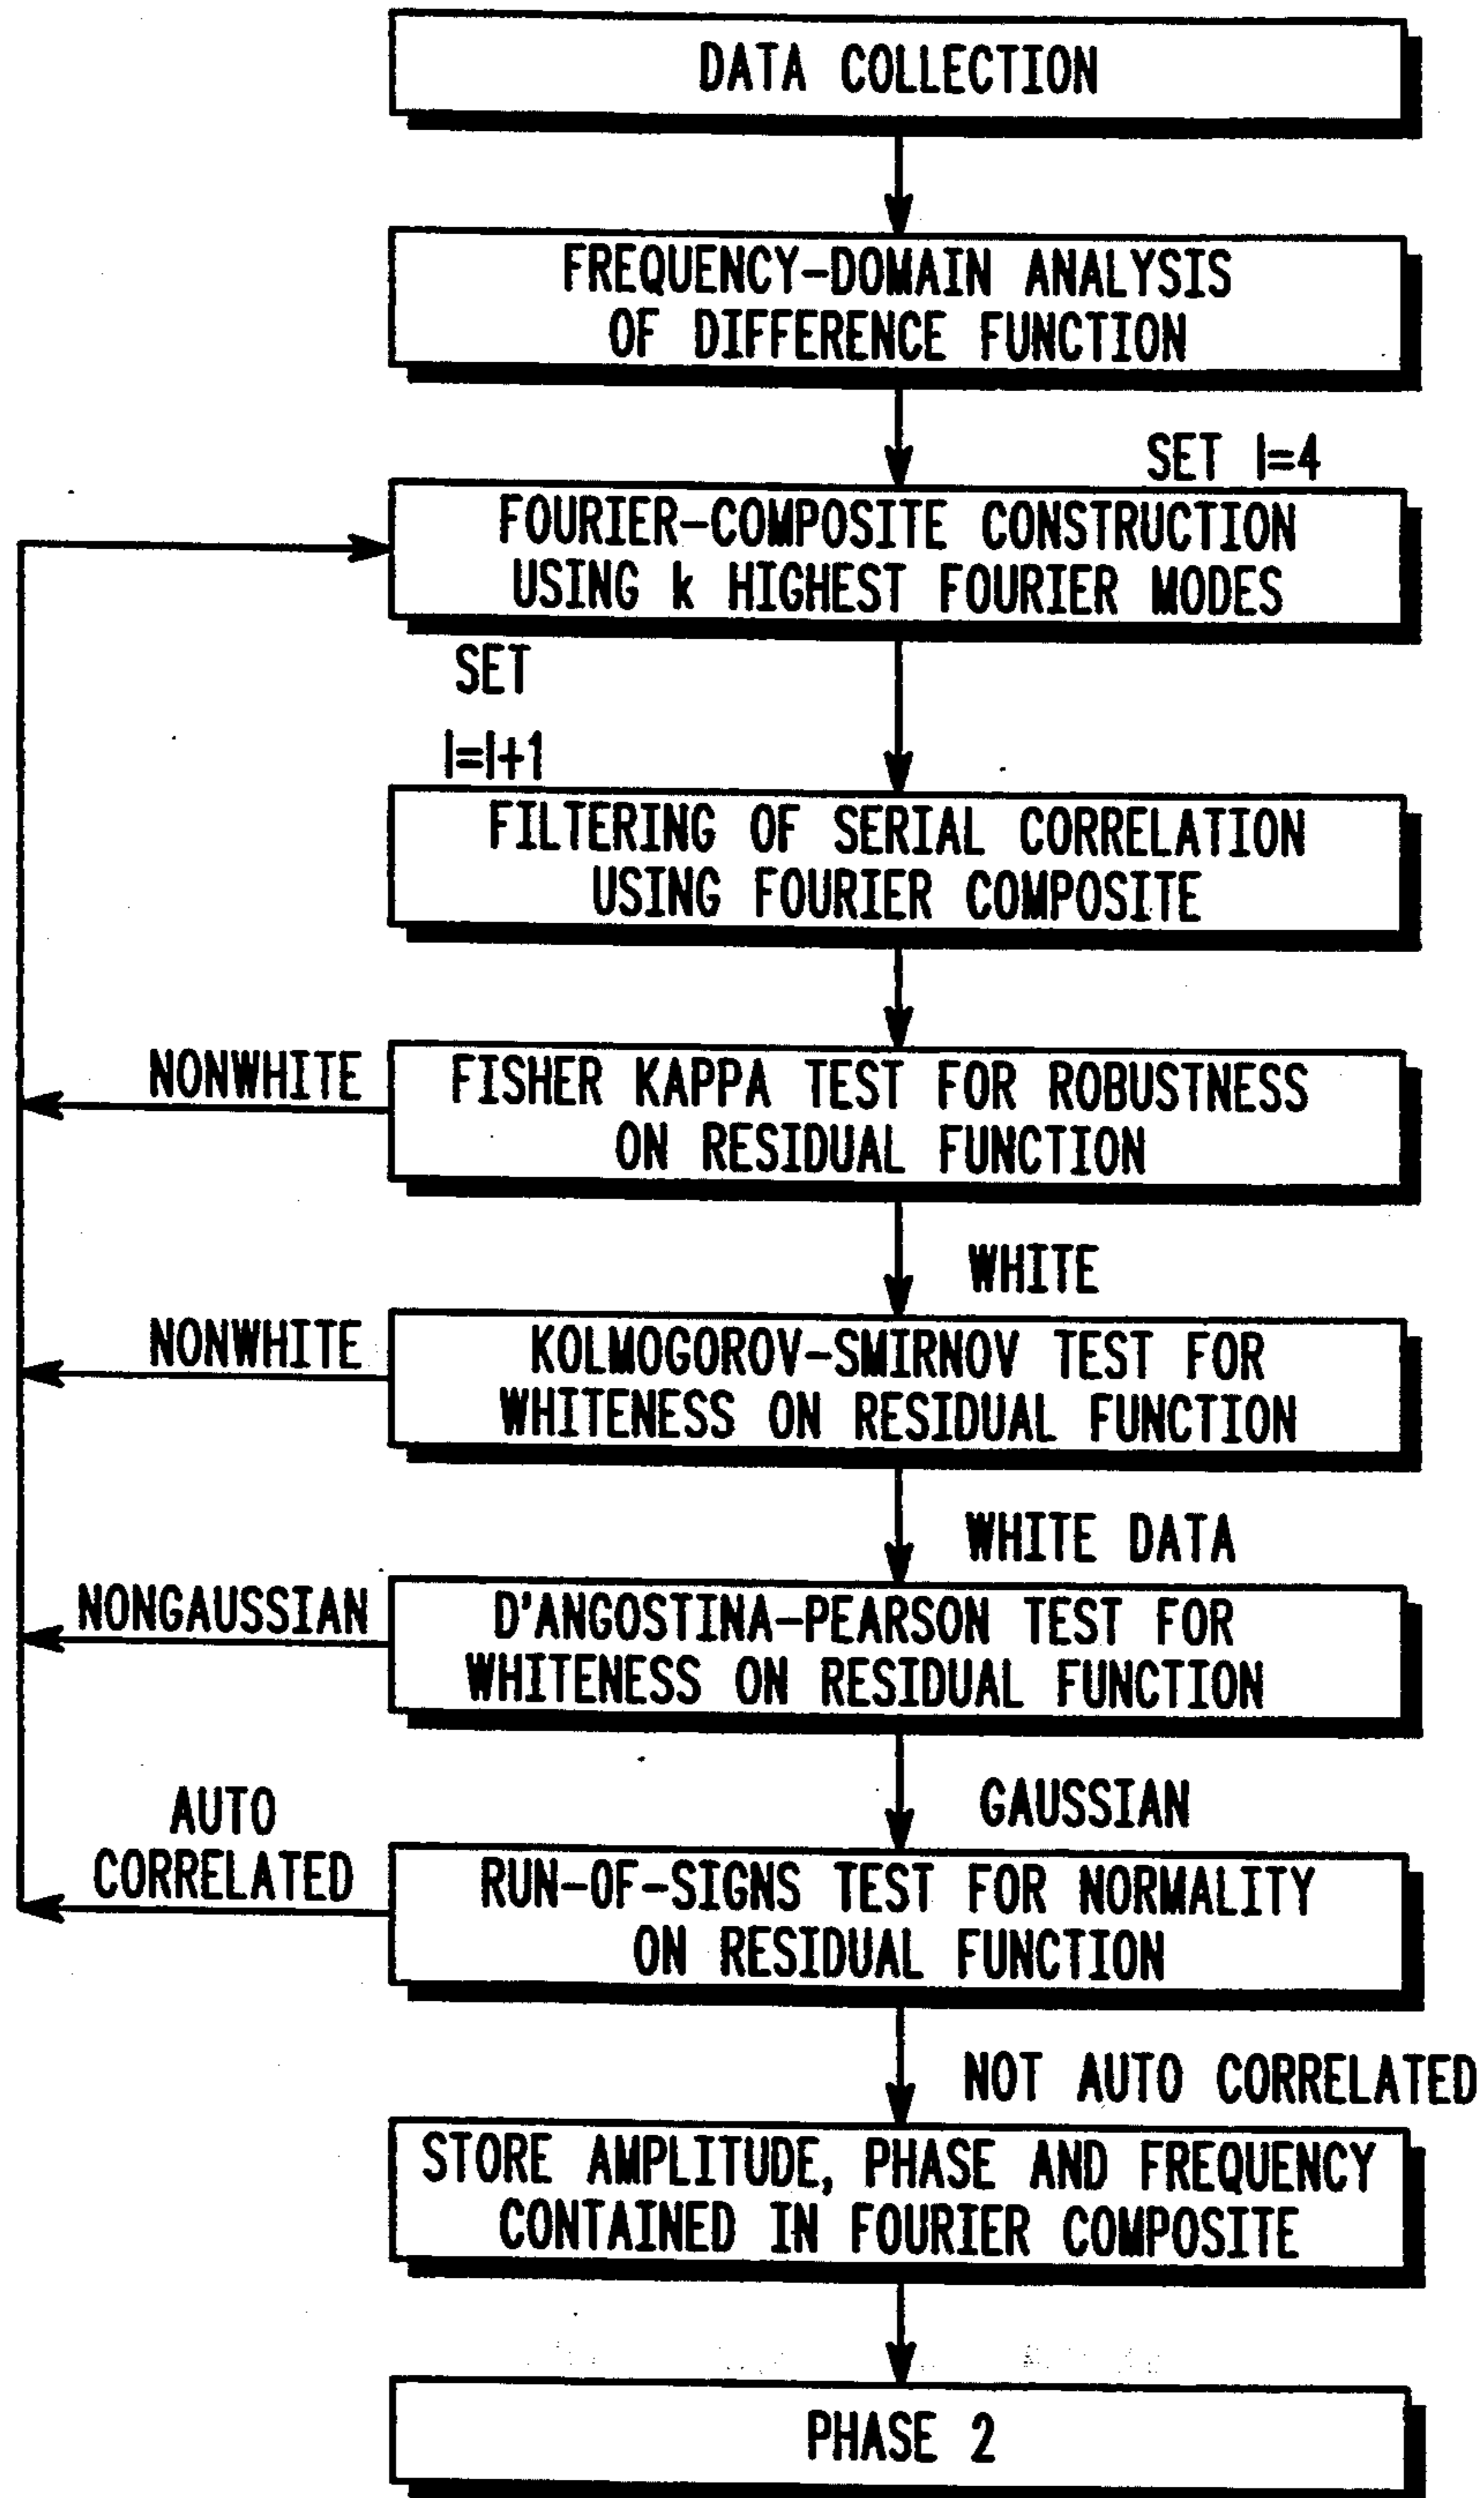 DATA COLLECTION
FREQUENCY-DOMAIN ANALYSIS
OF DIFFERENCE FUNCTION
SET I=4
FOURIER-COMPOSITE CONSTRUCTION
USING k HIGHEST FOURIER MODES
SET
I=I+1
FILTERING OF SERIAL CORRELATION
USING FOURIER COMPOSITE
NONWHITE
FISHER KAPPA TEST FOR ROBUSTNESS
ON RESIDUAL FUNCTION
WHITE
NONWHITE
KOLMOGOROV-SMIRNOV TEST FOR
WHITENESS ON RESIDUAL FUNCTION
WHITE DATA
NONGAUSSIAN
D'ANGOSTINA-PEARSON TEST FOR
WHITENESS ON RESIDUAL FUNCTION
GAUSSIAN
AUTO
CORRELATED
RUN-OF-SIGNS TEST FOR NORMALITY
ON RESIDUAL FUNCTION
NOT AUTO CORRELATED
STORE AMPLITUDE, PHASE AND FREQUENCY
CONTAINED IN FOURIER COMPOSITE
PHASE 2